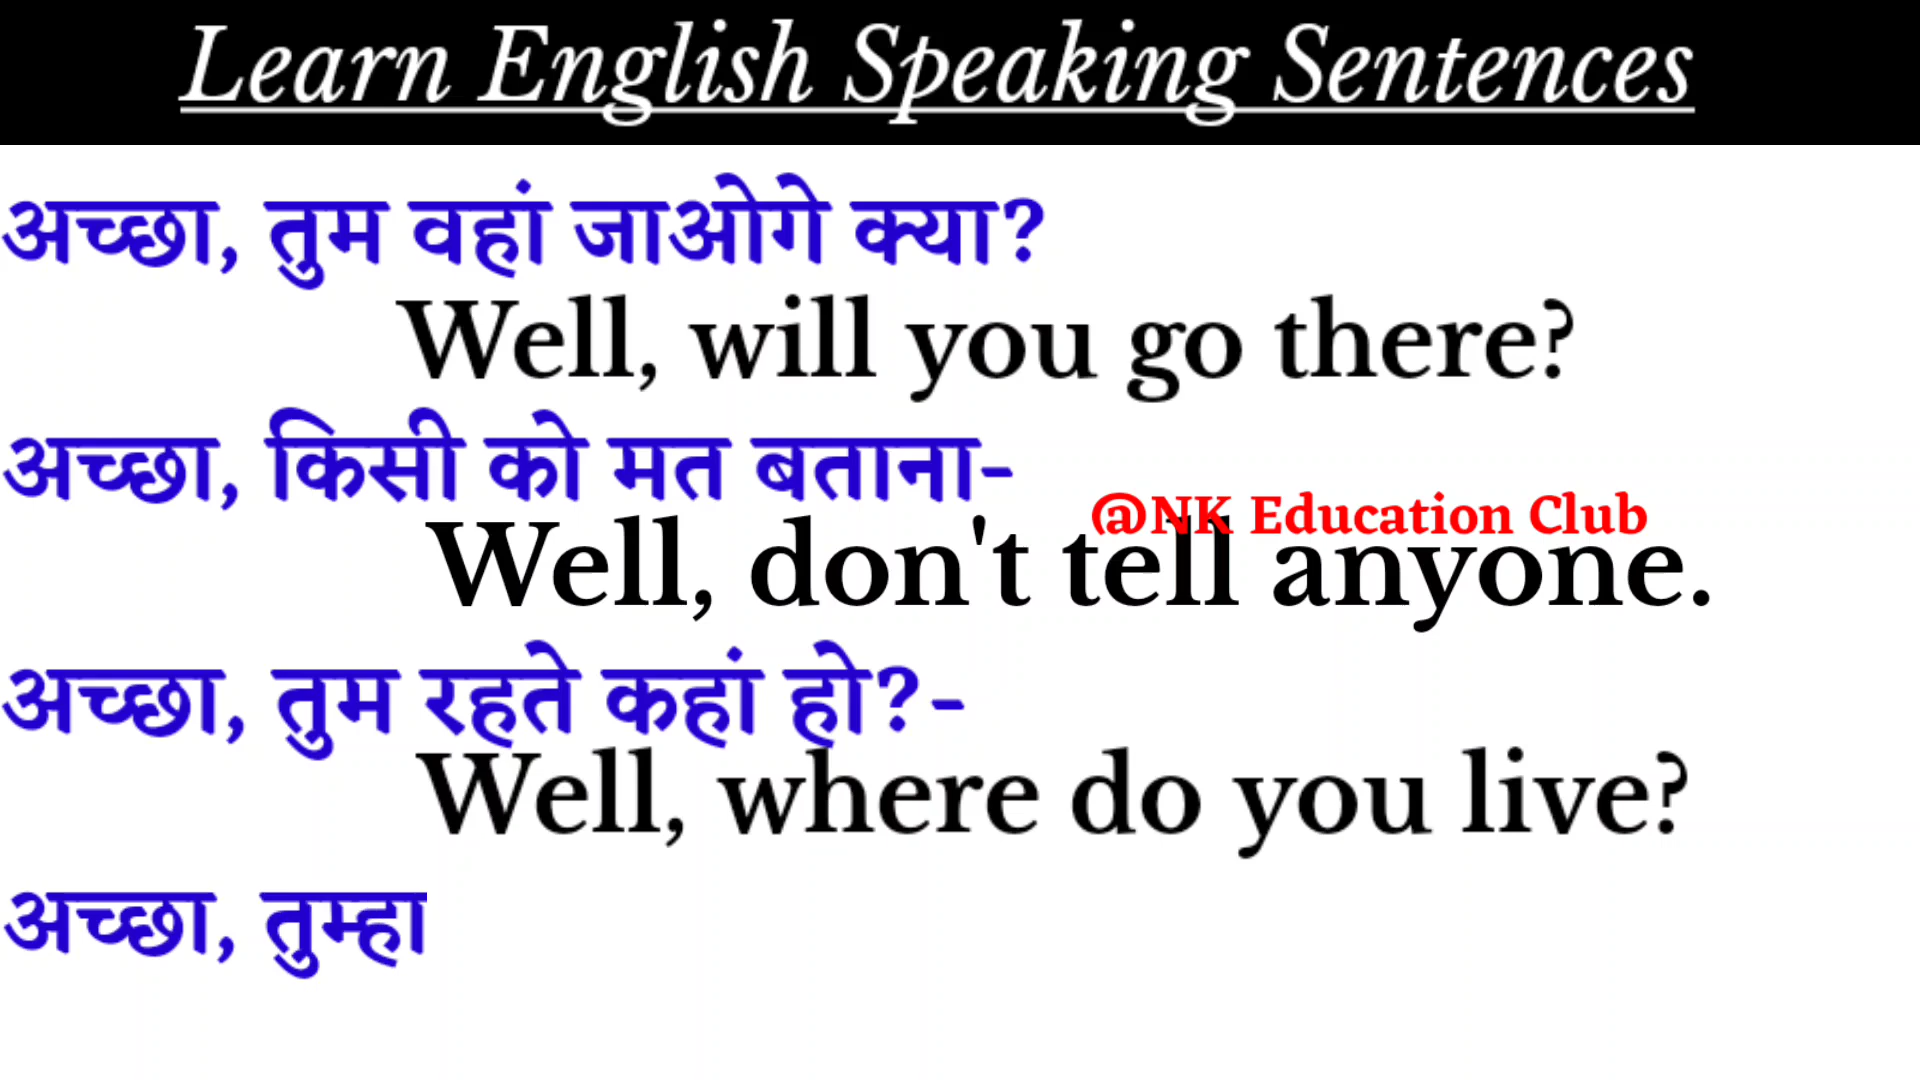 Learn English Speaking Sentences
अच्छा, तुम वहां जाओगे क्या?
Well, will you go there?
अच्छा, किसी को मत बताना-
@NK Education Club
Well, don't tell anyone.
अच्छा, तुम रहते कहां हो?-
Well, where do you live?
अच्छा, तुम्हा